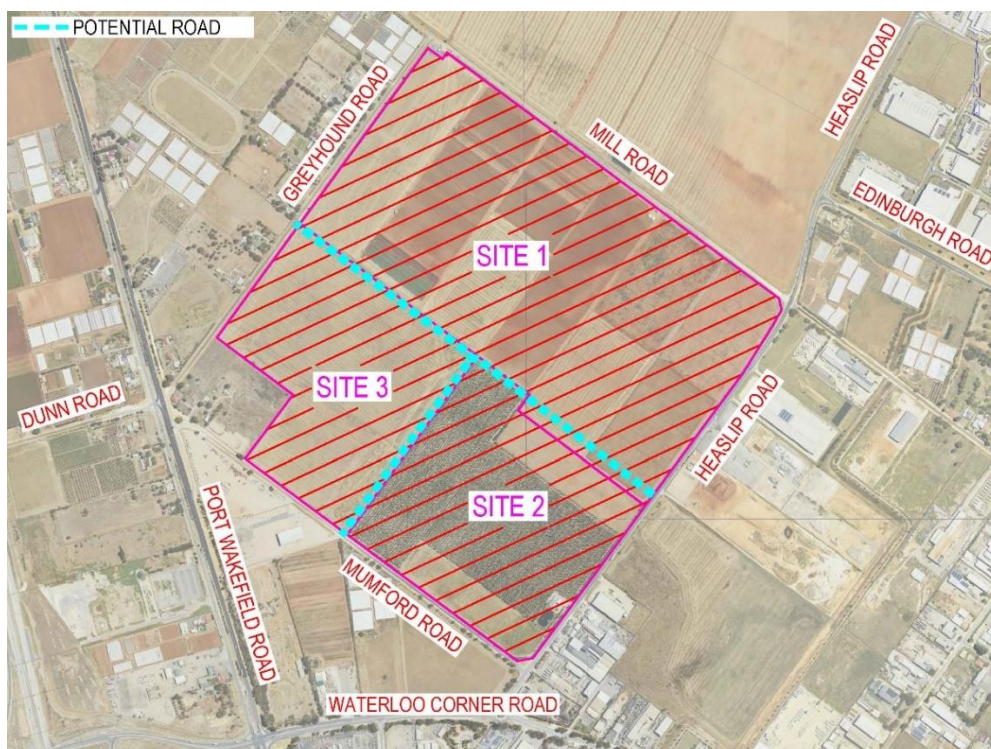 POTENTIAL ROAD
HEASLIP ROAD
GREYHOUND ROAD
MILL ROAD
EDINBURGH ROAD
SITE 1
SITE 3
DUNN ROAD
HEASLIP ROAD
SITE 2
PORT WAKEFIELD ROAD
MUMFORD ROAD
WATERLOO CORNER ROAD